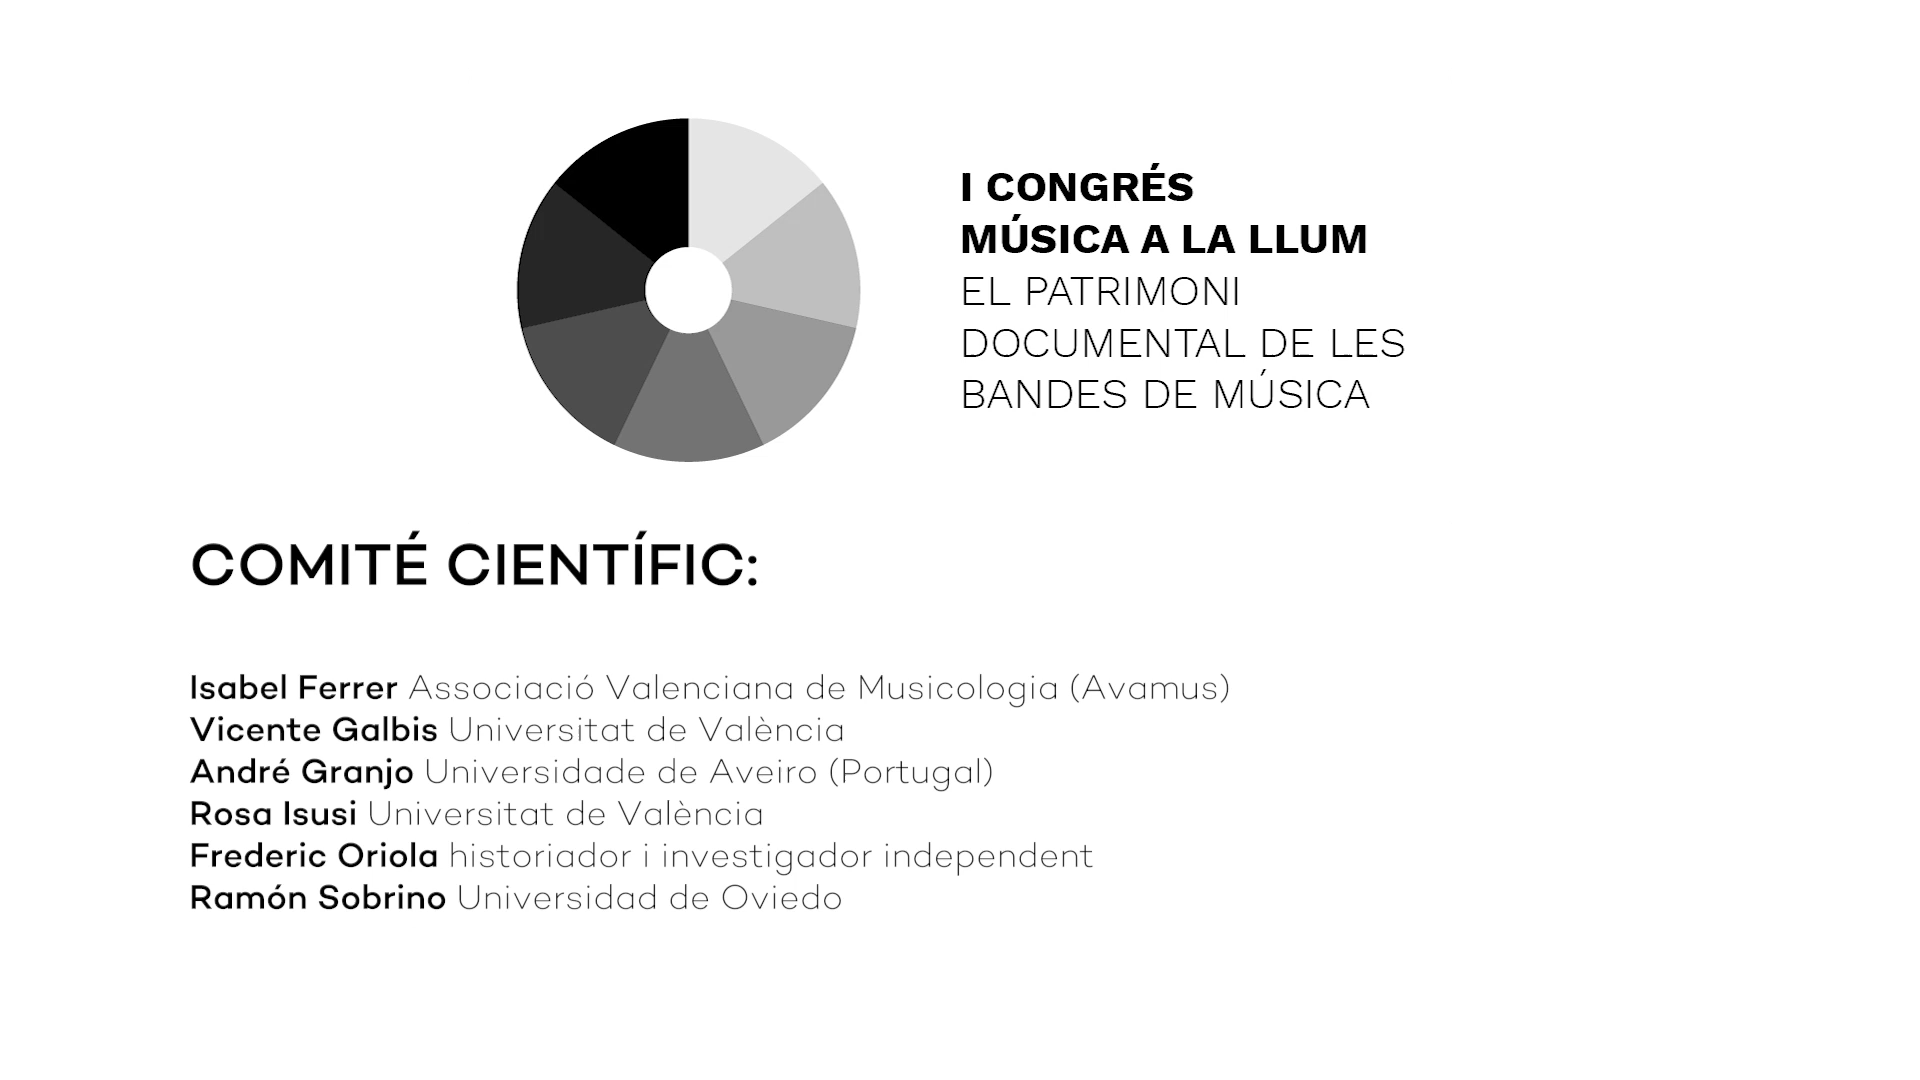 I CONGRÉS
MÚSICA A LA LLUM
EL PATRIMONI
DOCUMENTAL DE LES
BANDES DE MÚSICA
COMITÉ CIENTÍFIC:
Isabel Ferrer Associació Valenciana de Musicologia (Avamus)
Vicente Galbis Universitat de València
André Granjo Universidade de Aveiro (Portugal)
Rosa Isusi Universitat de València
Frederic Oriola historiador i investigador independent
Ramón Sobrino Universidad de Oviedo